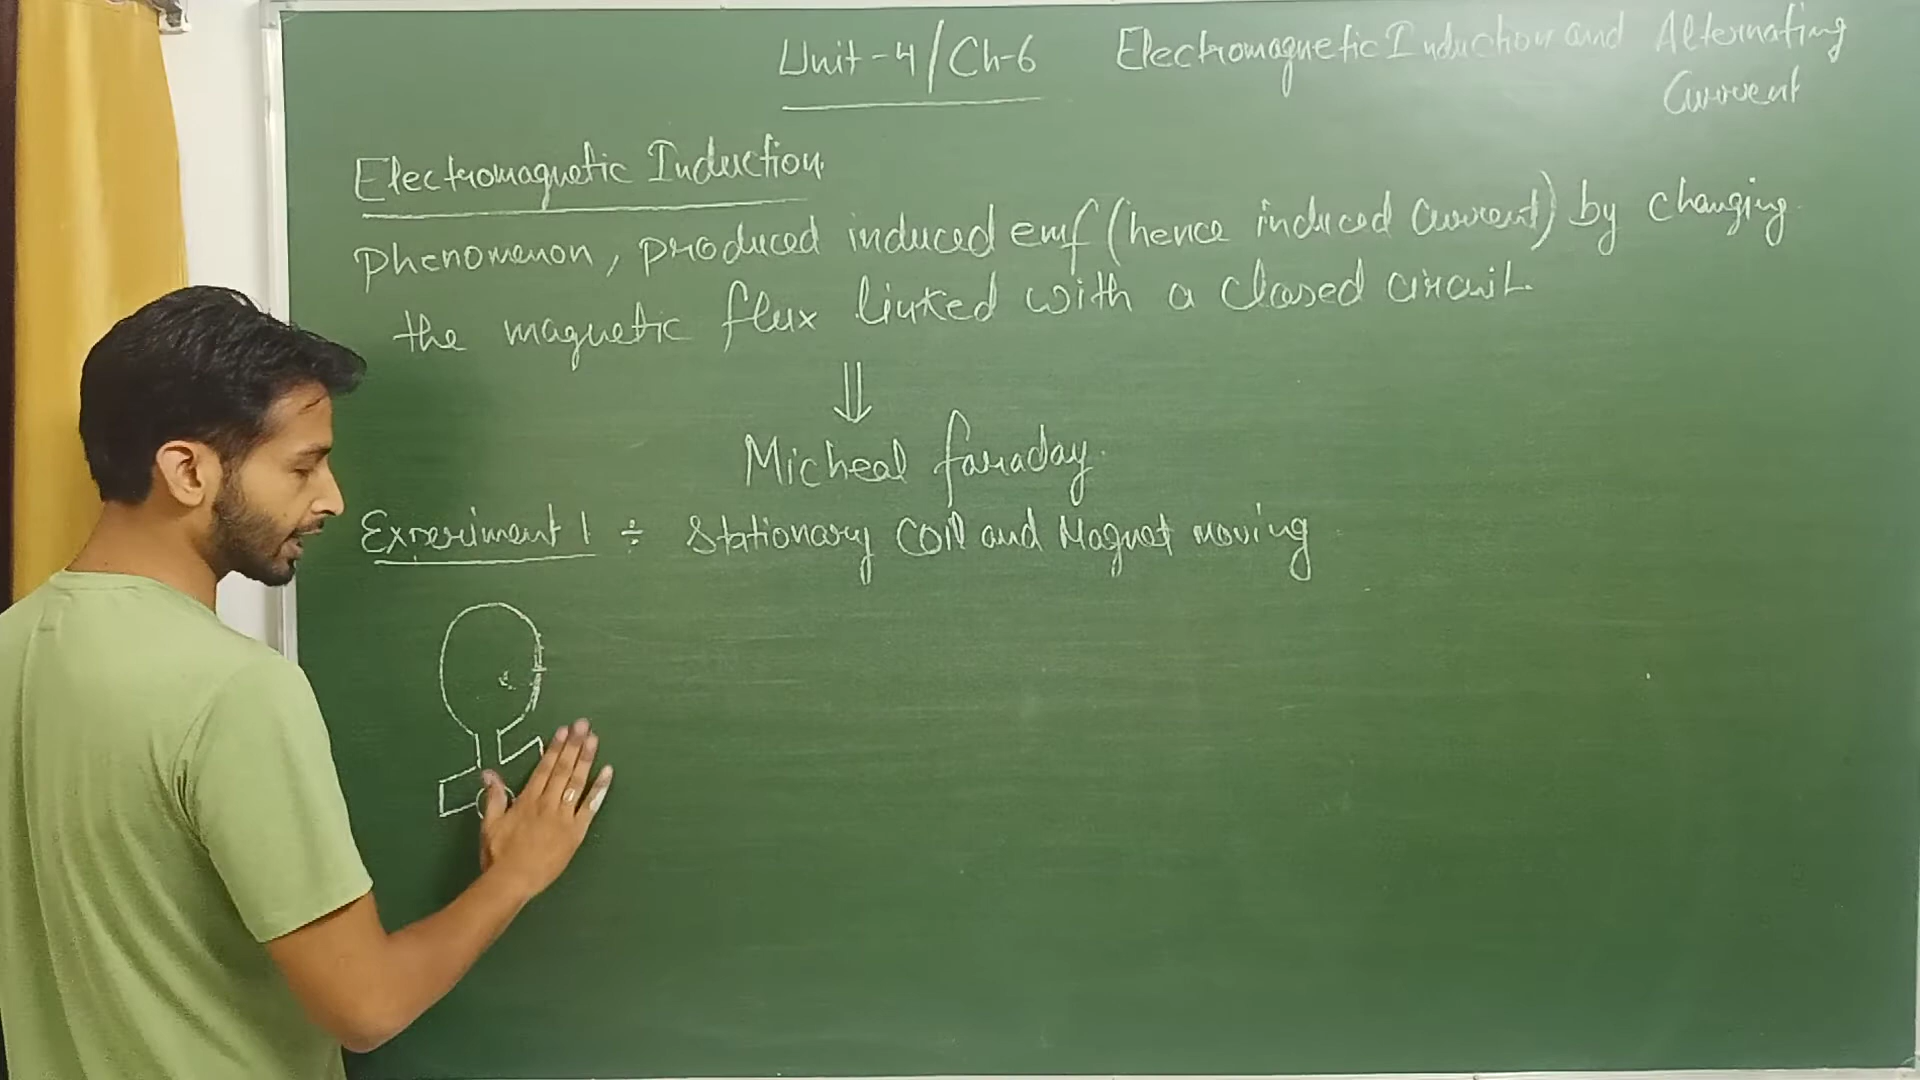 Unit-4/Ch-6 Electromagnetic Induction and Alternating
Current
Electromagnetic Induction
phenomenon, produced induced emf (hence induced current) by changing
the magnetic flux linked with a closed circuit.
⇓
Micheal faraday.
Experiment 1 ÷ Stationary coil and Magnet moving